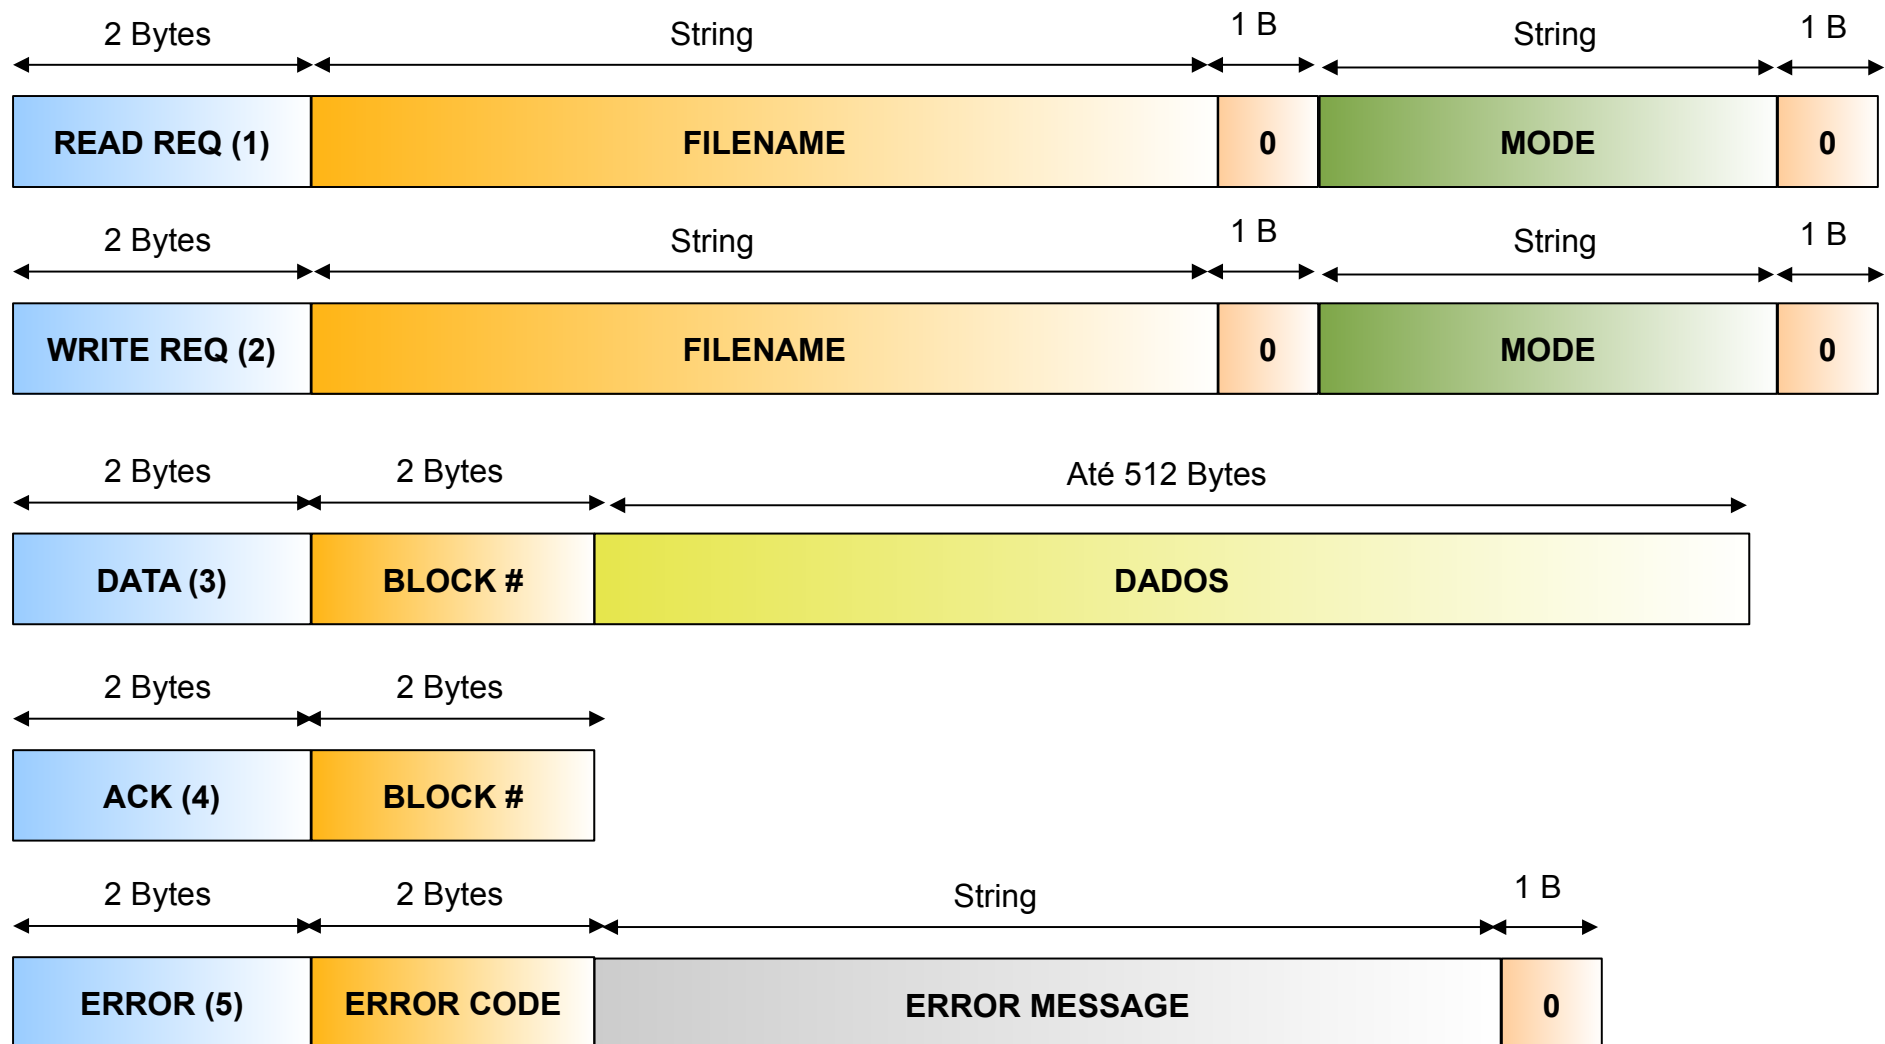 2 Bytes String 1 B String 1 B
READ REQ (1) FILENAME 0 MODE 0
2 Bytes String 1 B String 1 B
WRITE REQ (2) FILENAME 0 MODE 0
2 Bytes 2 Bytes Até 512 Bytes
DATA (3) BLOCK # DADOS
2 Bytes 2 Bytes
ACK (4) BLOCK #
2 Bytes 2 Bytes String 1 B
ERROR (5) ERROR CODE ERROR MESSAGE 0